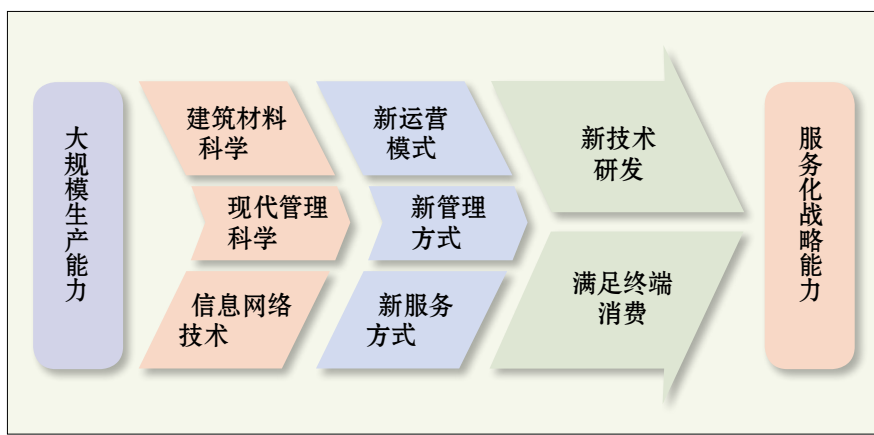 大规模生产能力
建筑材料
科学
现代管理
科学
信息网络
技术
新运营
模式
新管理
方式
新服务
方式
新技术
研发
满足终端
消费
服务化战略能力